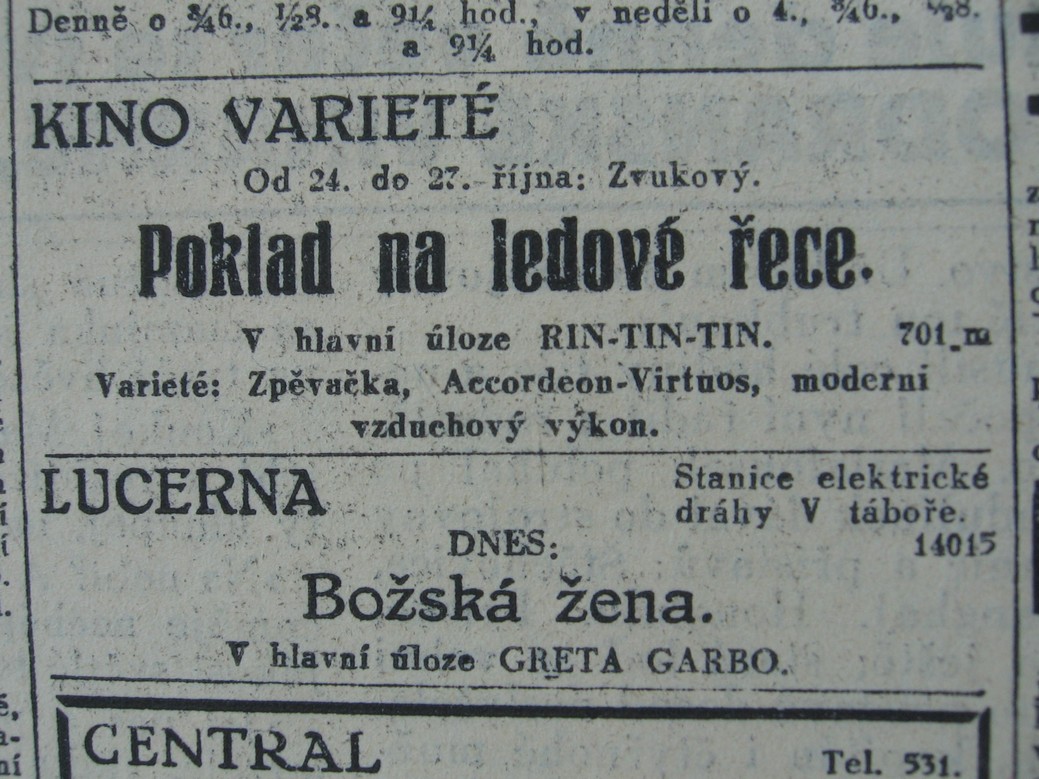 Denně o ¾6., ½8. a 9¼ hod., v neděli o 4., ¾6., ½8.
a 9¼ hod.
KINO VARIETÉ
Od 24. do 27. října: Zvukový.
Poklad na ledové řece.
V hlavní úloze RIN-TIN-TIN. 701_m
Varieté: Zpěvačka, Accordeon-Virtuos, moderní
vzduchový výkon.
LUCERNA
Stanice elektrické
dráhy V táboře.
DNES: 14015
Božská žena.
V hlavní úloze GRETA GARBO.
CENTRAL
Tel. 531.